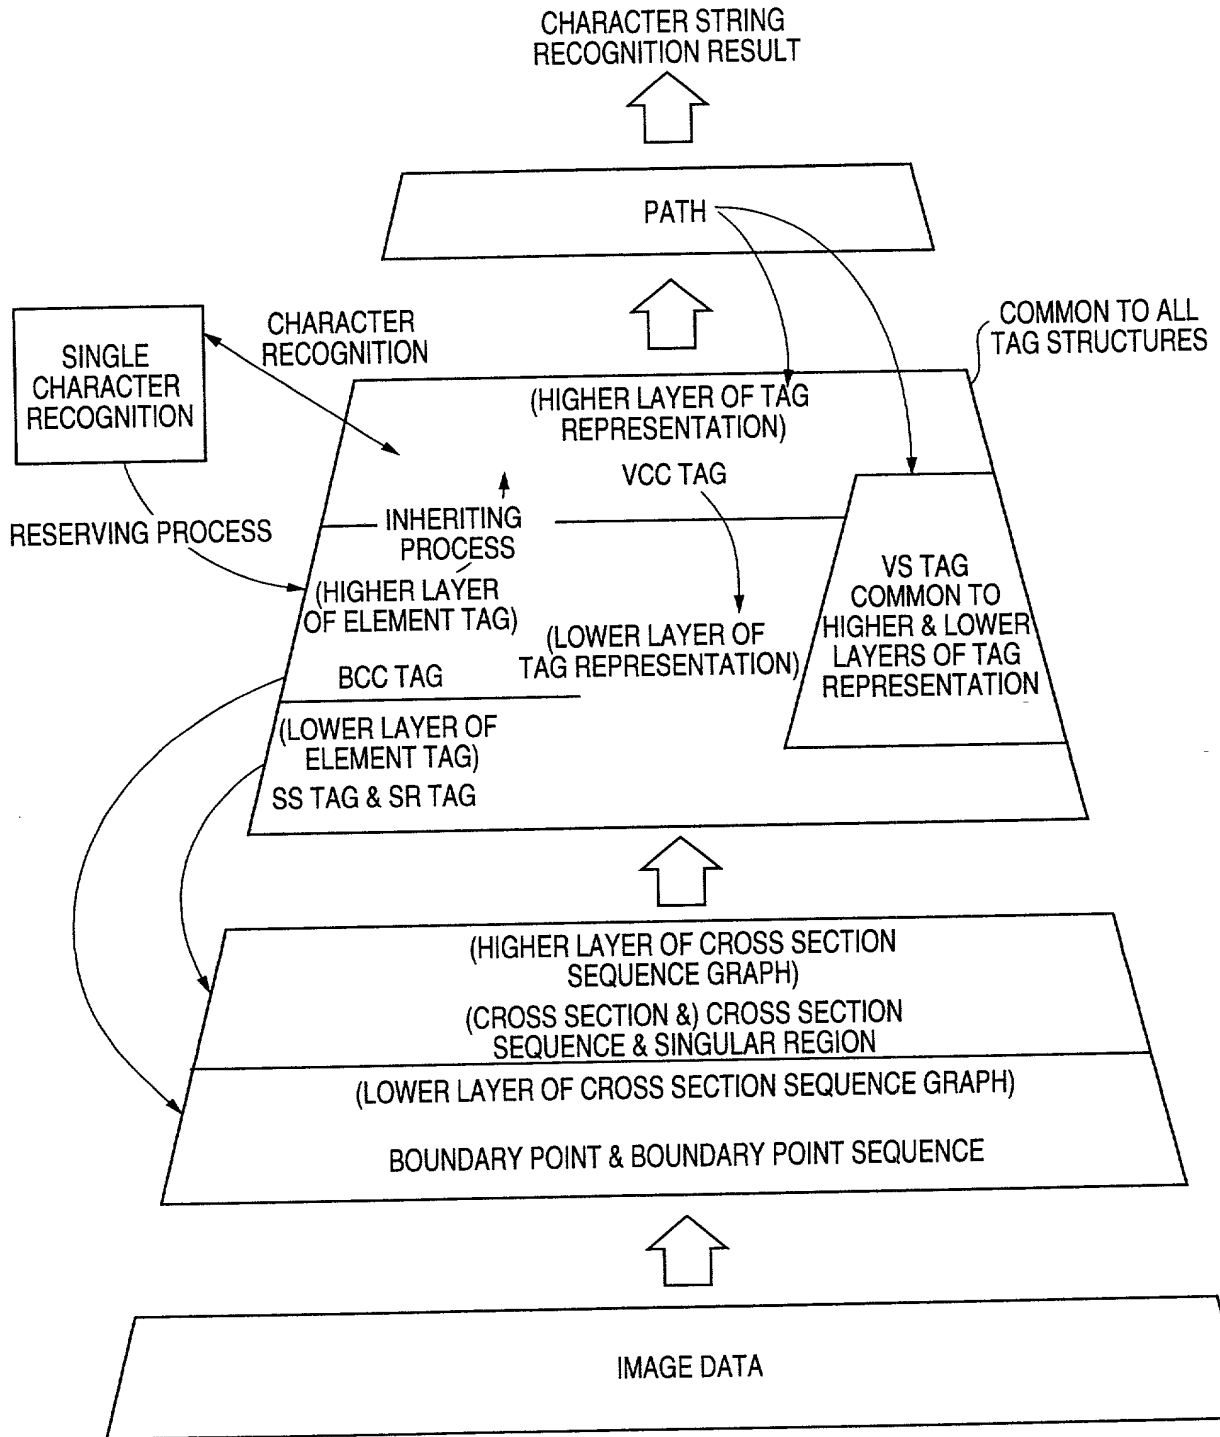 CHARACTER STRING
RECOGNITION RESULT
PATH
COMMON TO ALL
TAG STRUCTURES
CHARACTER
RECOGNITION
SINGLE
CHARACTER
RECOGNITION
(HIGHER LAYER OF TAG
REPRESENTATION)
VCC TAG
RESERVING PROCESS
INHERITING
PROCESS
(HIGHER LAYER
OF ELEMENT TAG)
BCC TAG
(LOWER LAYER OF
TAG REPRESENTATION)
VS TAG
COMMON TO
HIGHER & LOWER
LAYERS OF TAG
REPRESENTATION
(LOWER LAYER OF
ELEMENT TAG)
SS TAG & SR TAG
(HIGHER LAYER OF CROSS SECTION
SEQUENCE GRAPH)
(CROSS SECTION &) CROSS SECTION
SEQUENCE & SINGULAR REGION
(LOWER LAYER OF CROSS SECTION SEQUENCE GRAPH)
BOUNDARY POINT & BOUNDARY POINT SEQUENCE
IMAGE DATA